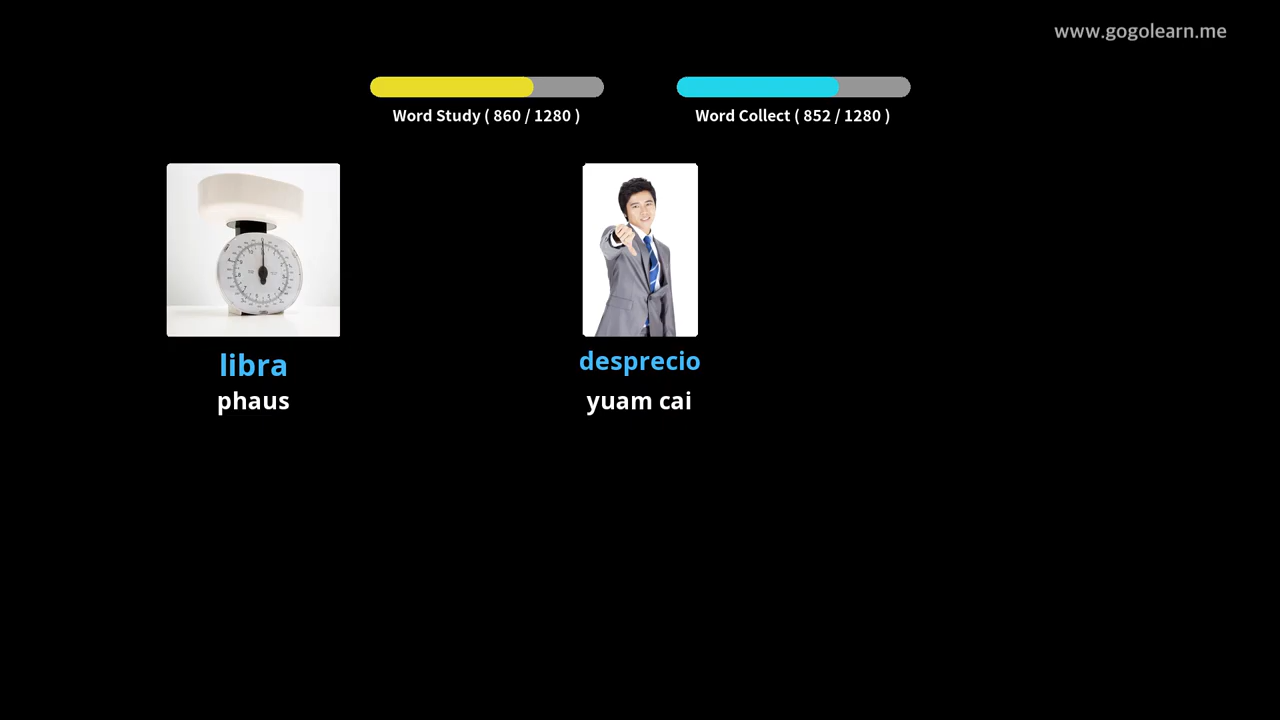 www.gogolearn.me
Word Study ( 860 / 1280 )
Word Collect ( 852 / 1280 )
libra
phaus
desprecio
yuam cai